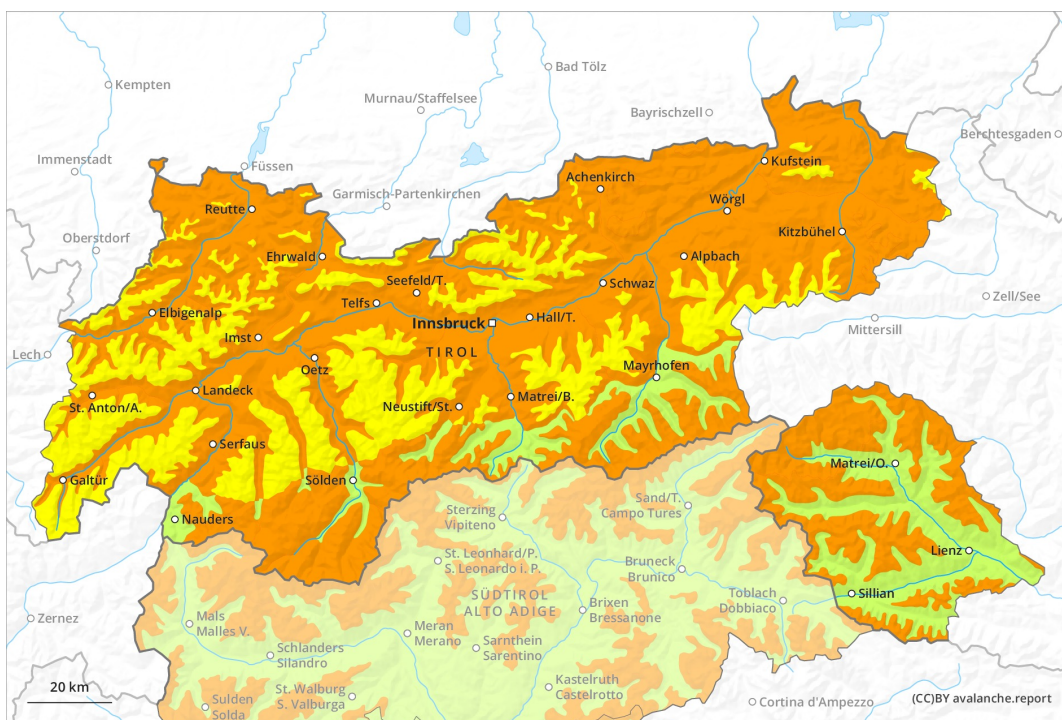 Kempten
Bad Tölz
Murnau/Staffelsee
Bayrischzell
Berchtesgaden
Immenstadt
Füssen
Kufstein
Garmisch-Partenkirchen
Achenkirch
Reutte
Wörgl
Oberstdorf
Kitzbühel
Ehrwald
Alpbach
Seefeld/T.
Schwaz
Zell/See
Telfs
Elbigenalp
Innsbruck
Hall/T.
Mittersill
Imst
Lech
TIROL
Oetz
Mayrhofen
Landeck
St. Anton/A.
Neustift/St.
Matrei/B.
Serfaus
Matrei/O.
Galtür
Sölden
Sand/T.
Campo Tures
Nauders
Sterzing
Vipiteno
Lienz
St. Leonhard/P.
S. Leonardo i. P.
Bruneck
Brunico
SÜDTIROL
ALTO ADIGE
Toblach
Dobbiaco
Sillian
Brixen
Bressanone
Zernez
Mals
Malles V.
Meran
Merano
Sarnthein
Sarentino
Schlanders
Silandro
Kastelruth
Castelrotto
St. Walburg
S. Valburga
Sulden
Solda
Cortina d'Ampezzo
20 km
(CC)BY avalanche.report